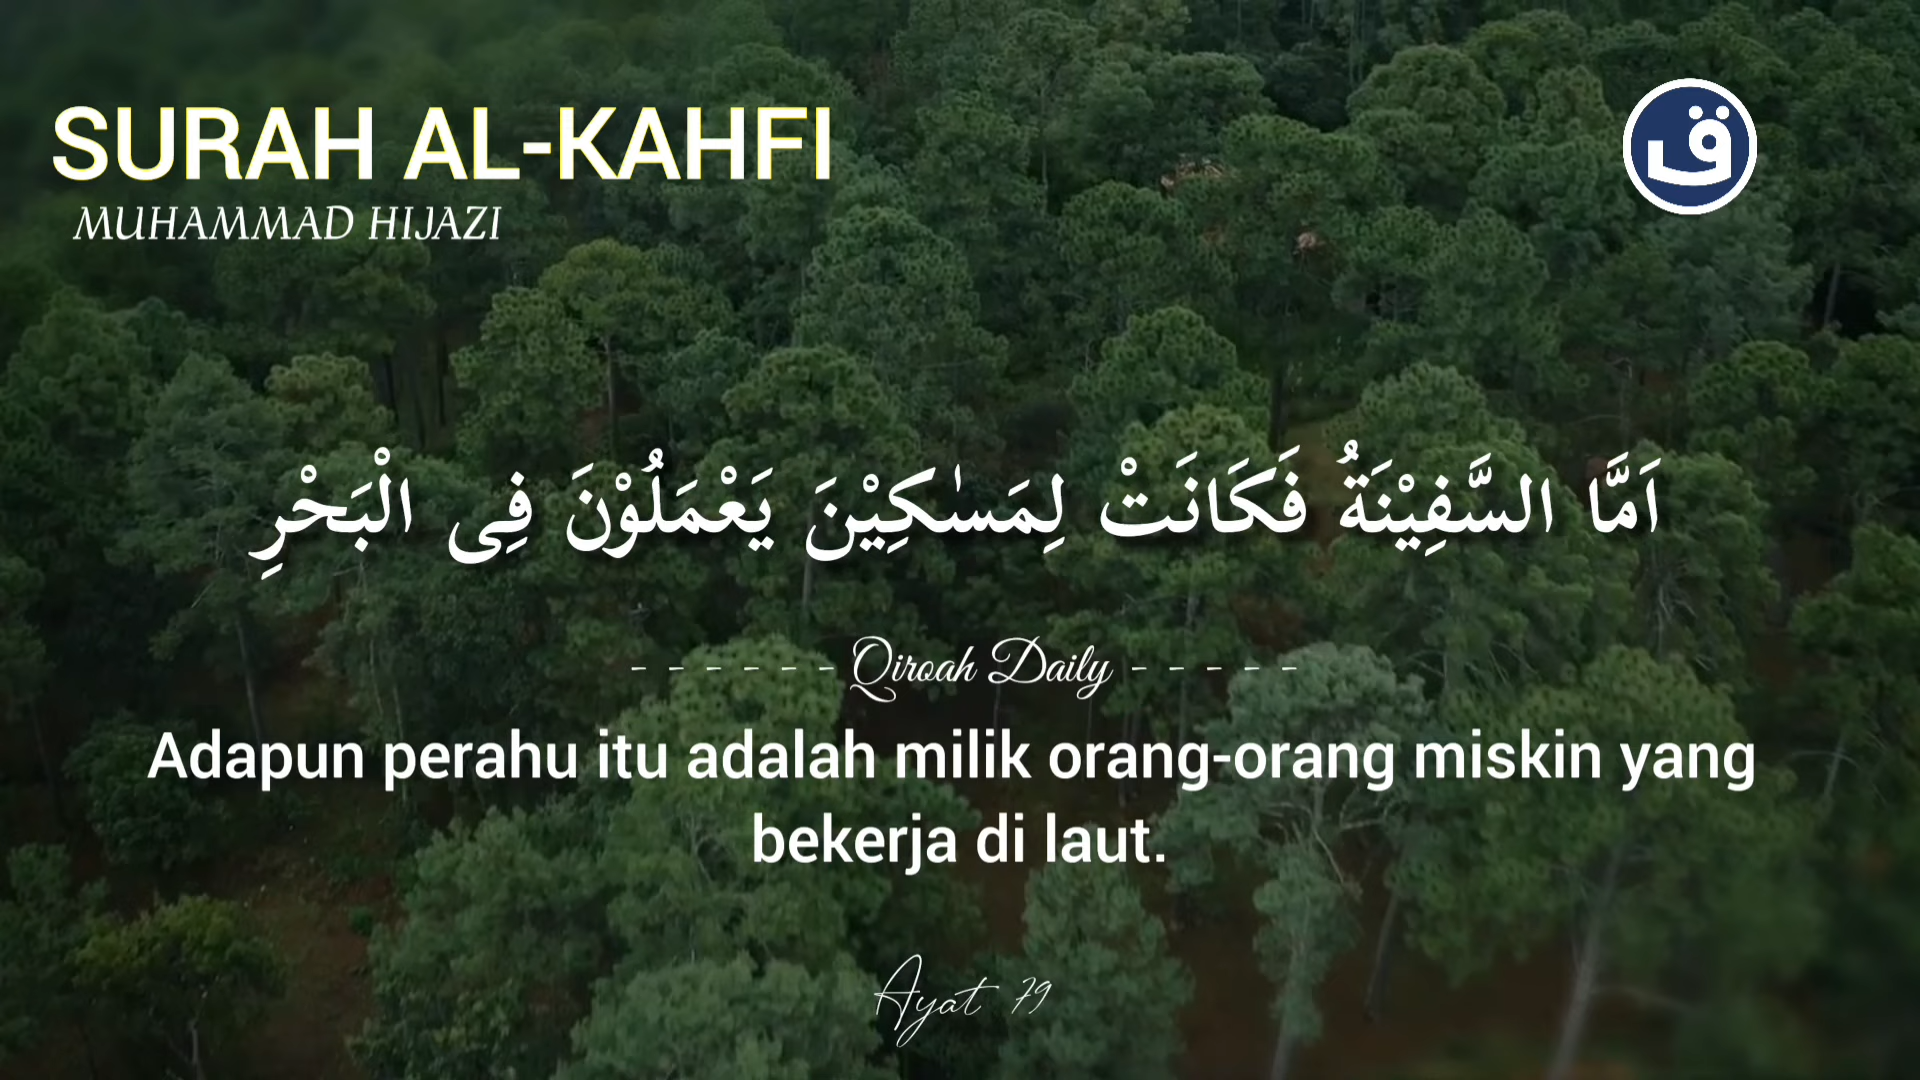 SURAH AL-KAHFI
MUHAMMAD HIJAZI
ق
اَمَّا السَّفِيْنَةُ فَكَانَتْ لِمَسٰكِيْنَ يَعْمَلُوْنَ فِى الْبَحْرِ
- - - - - - Qiroah Daily - - - - -
Adapun perahu itu adalah milik orang-orang miskin yang
bekerja di laut.
Ayat 79